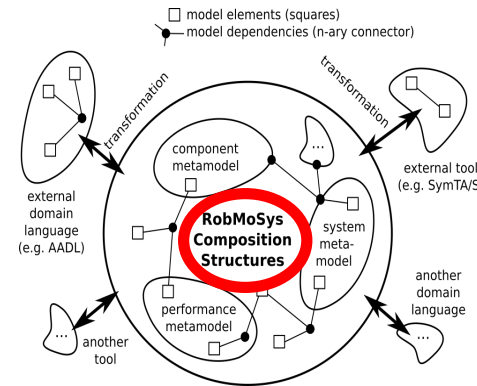 model elements (squares)
model dependencies (n-ary connector)
transformation
transformation
component
metamodel
...
external
domain
language
(e.g. AADL)
external tool
(e.g. SymTA/S
RobMoSys
Composition
Structures
system
meta-
model
performance
metamodel
another
domain
language
...
another
tool
...